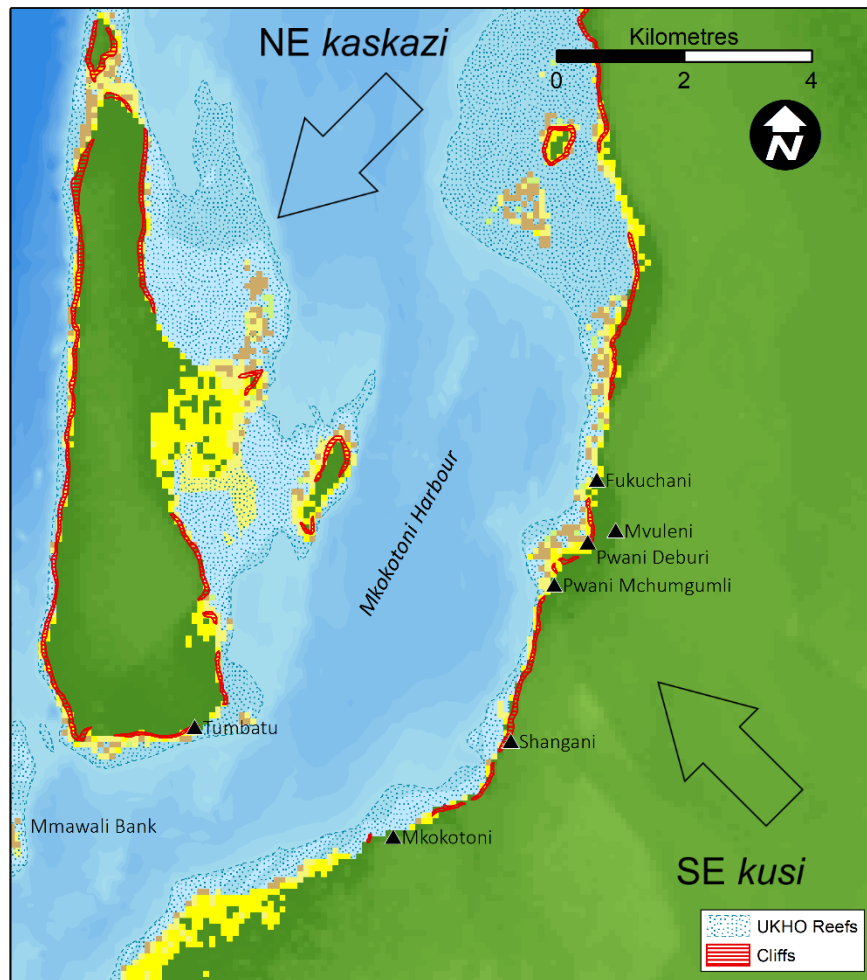 NE kaskazi
Kilometres
0 2 4
N
Mkokotoni Harbour
Fukuchani
Mvuleni
Pwani Deburi
Pwani Mchumgumli
Tumbatu
Shangani
Mmawali Bank
Mkokotoni
SE kusi
UKHO Reefs
Cliffs